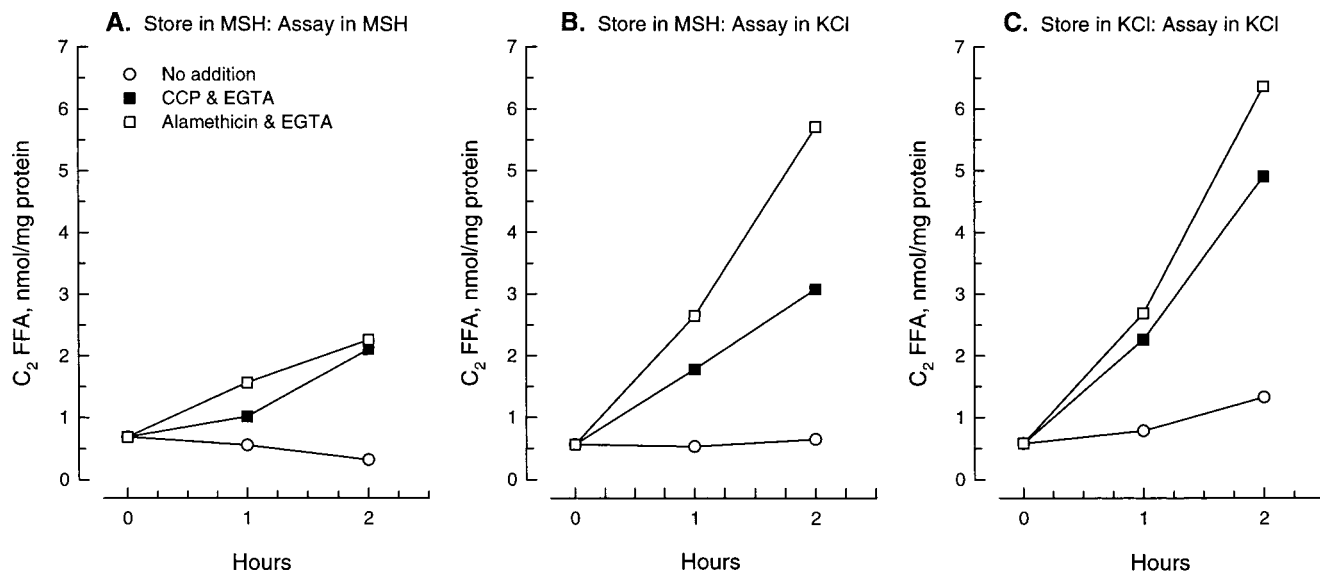 A. Store in MSH: Assay in MSH
7
6
5
4
3
2
1
0
C₂ FFA, nmol/mg protein
No addition
CCP & EGTA
Alamethicin & EGTA
0 1 2
Hours
B. Store in MSH: Assay in KCl
7
6
5
4
3
2
1
0
C₂ FFA, nmol/mg protein
0 1 2
Hours
C. Store in KCl: Assay in KCl
7
6
5
4
3
2
1
0
C₂ FFA, nmol/mg protein
0 1 2
Hours